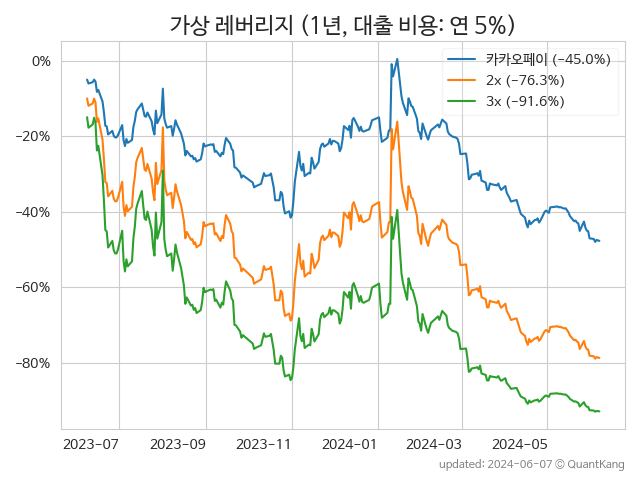 가상 레버리지 (1년, 대출 비용: 연 5%)
카카오페이 (−45.0%)
2x (−76.3%)
3x (−91.6%)
0%
−20%
−40%
−60%
−80%
2023-07 2023-09 2023-11 2024-01 2024-03 2024-05
updated: 2024-06-07 © QuantKang